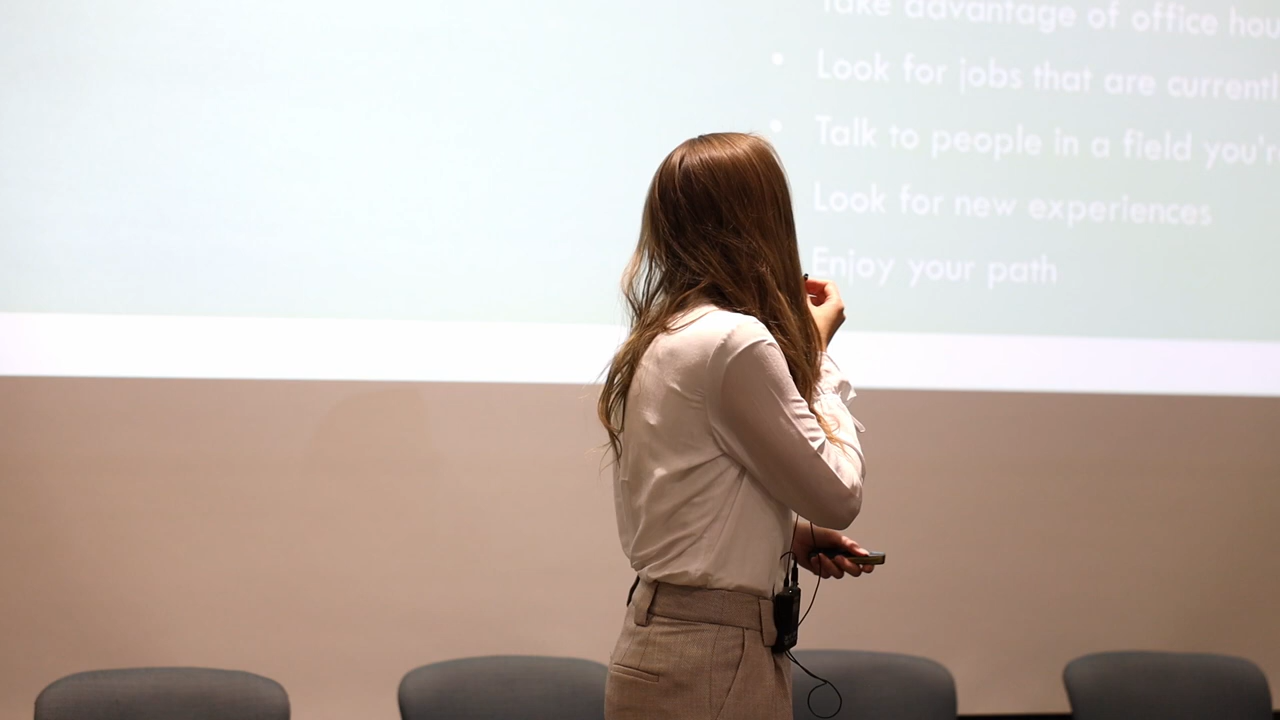 Take advantage of office hou
• Look for jobs that are currentl
• Talk to people in a field you'r
Look for new experiences
Enjoy your path